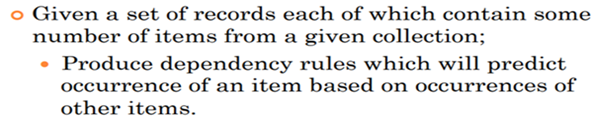 Given a set of records each of which contain some
number of items from a given collection;
Produce dependency rules which will predict
occurrence of an item based on occurrences of
other items.